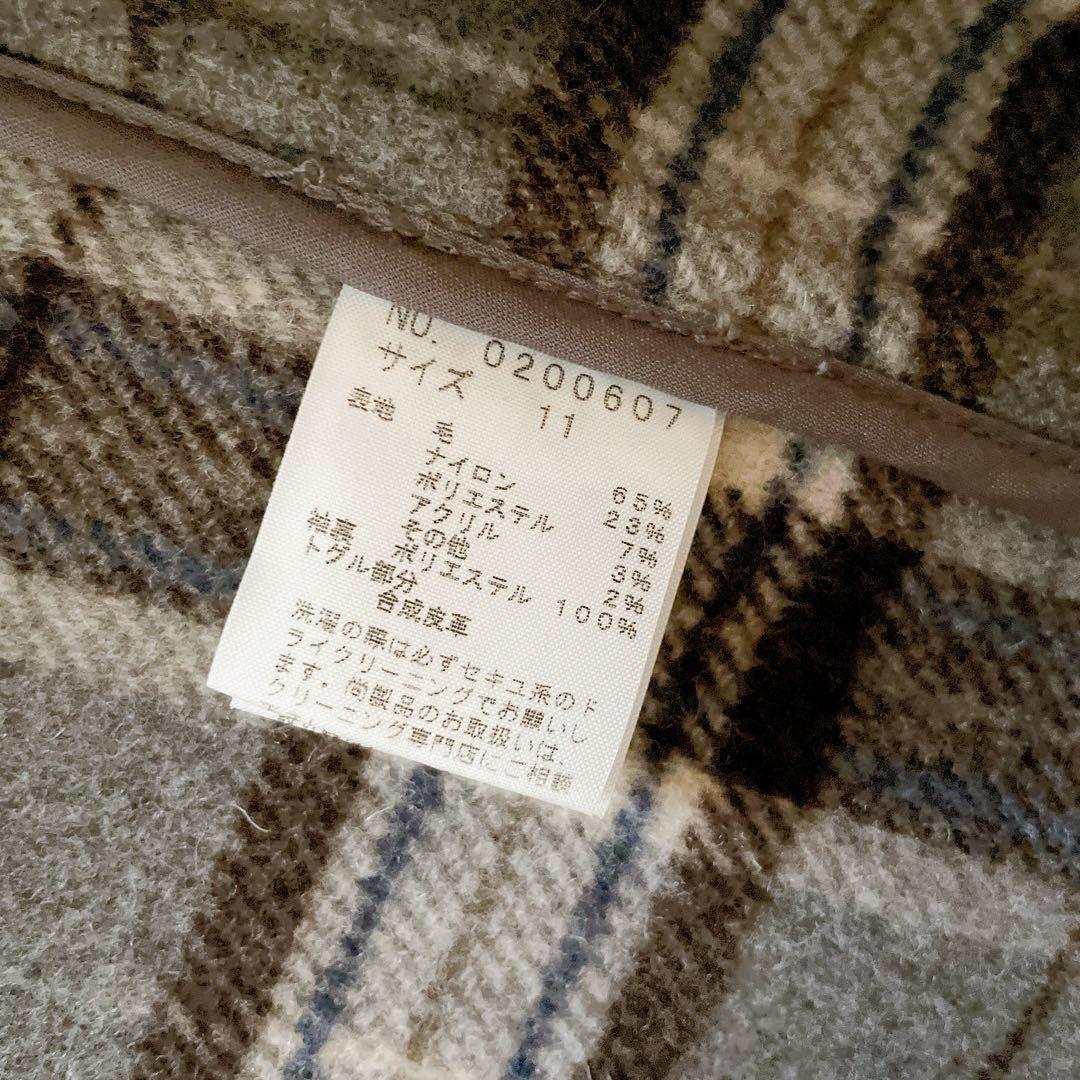 NO. 0200607
サイズ 11
表地 毛 65%
ナイロン 23%
ポリエステル 7%
アクリル 3%
その他 2%
袖裏 ポリエステル 100%
トグル部分
合成皮革
洗濯の際は必ずセキユ系のド
ライクリーニングでお願いし
ます。尚製品のお取扱いは、
クリーニング専門店にご相談